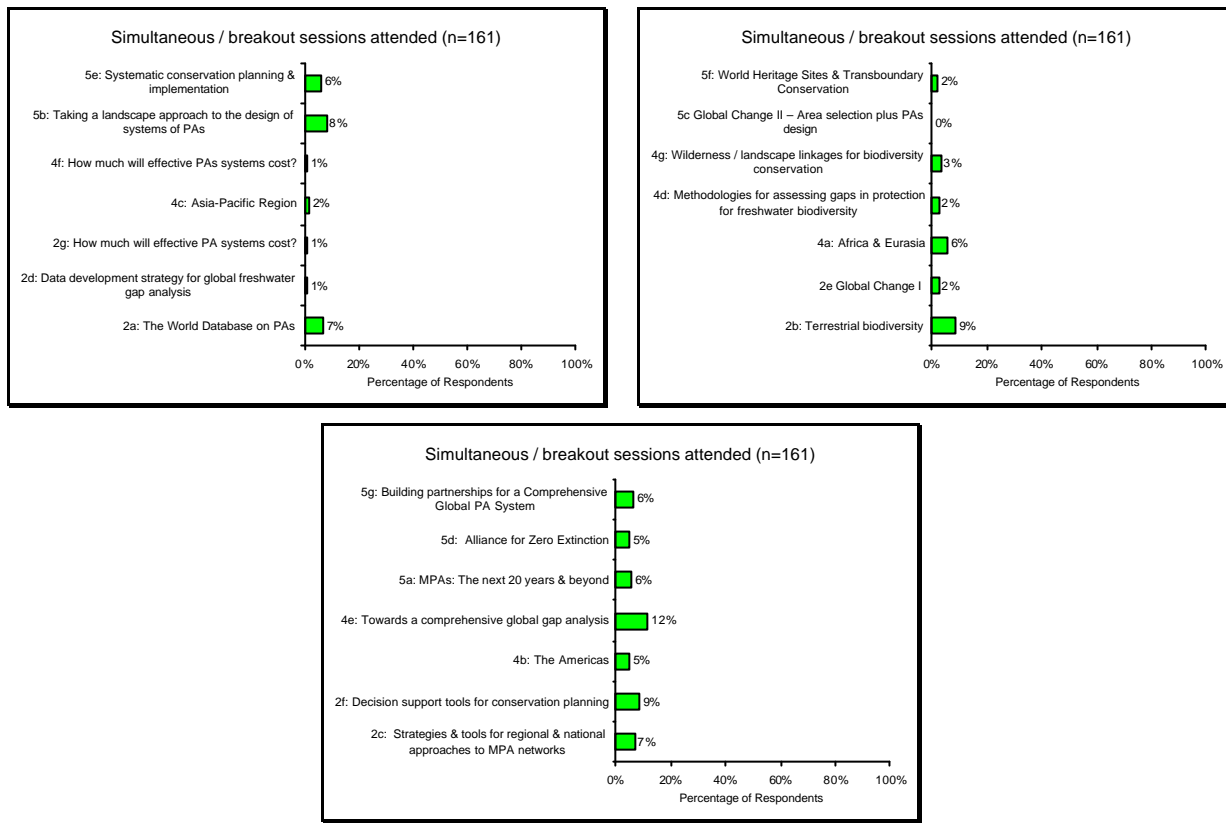 Simultaneous / breakout sessions attended (n=161)
5e: Systematic conservation planning &
implementation
6%
5b: Taking a landscape approach to the design of
systems of PAs
8%
4f: How much will effective PAs systems cost?
1%
4c: Asia-Pacific Region
2%
2g: How much will effective PA systems cost?
1%
2d: Data development strategy for global freshwater
gap analysis
1%
2a: The World Database on PAs
7%
0% 20% 40% 60% 80% 100%
Percentage of Respondents
Simultaneous / breakout sessions attended (n=161)
5f: World Heritage Sites & Transboundary
Conservation
2%
5c Global Change II – Area selection plus PAs
design
0%
4g: Wilderness / landscape linkages for biodiversity
conservation
3%
4d: Methodologies for assessing gaps in protection
for freshwater biodiversity
2%
4a: Africa & Eurasia
6%
2e Global Change I
2%
2b: Terrestrial biodiversity
9%
0% 20% 40% 60% 80% 100%
Percentage of Respondents
Simultaneous / breakout sessions attended (n=161)
5g: Building partnerships for a Comprehensive
Global PA System
6%
5d: Alliance for Zero Extinction
5%
5a: MPAs: The next 20 years & beyond
6%
4e: Towards a comprehensive global gap analysis
12%
4b: The Americas
5%
2f: Decision support tools for conservation planning
9%
2c: Strategies & tools for regional & national
approaches to MPA networks
7%
0% 20% 40% 60% 80% 100%
Percentage of Respondents